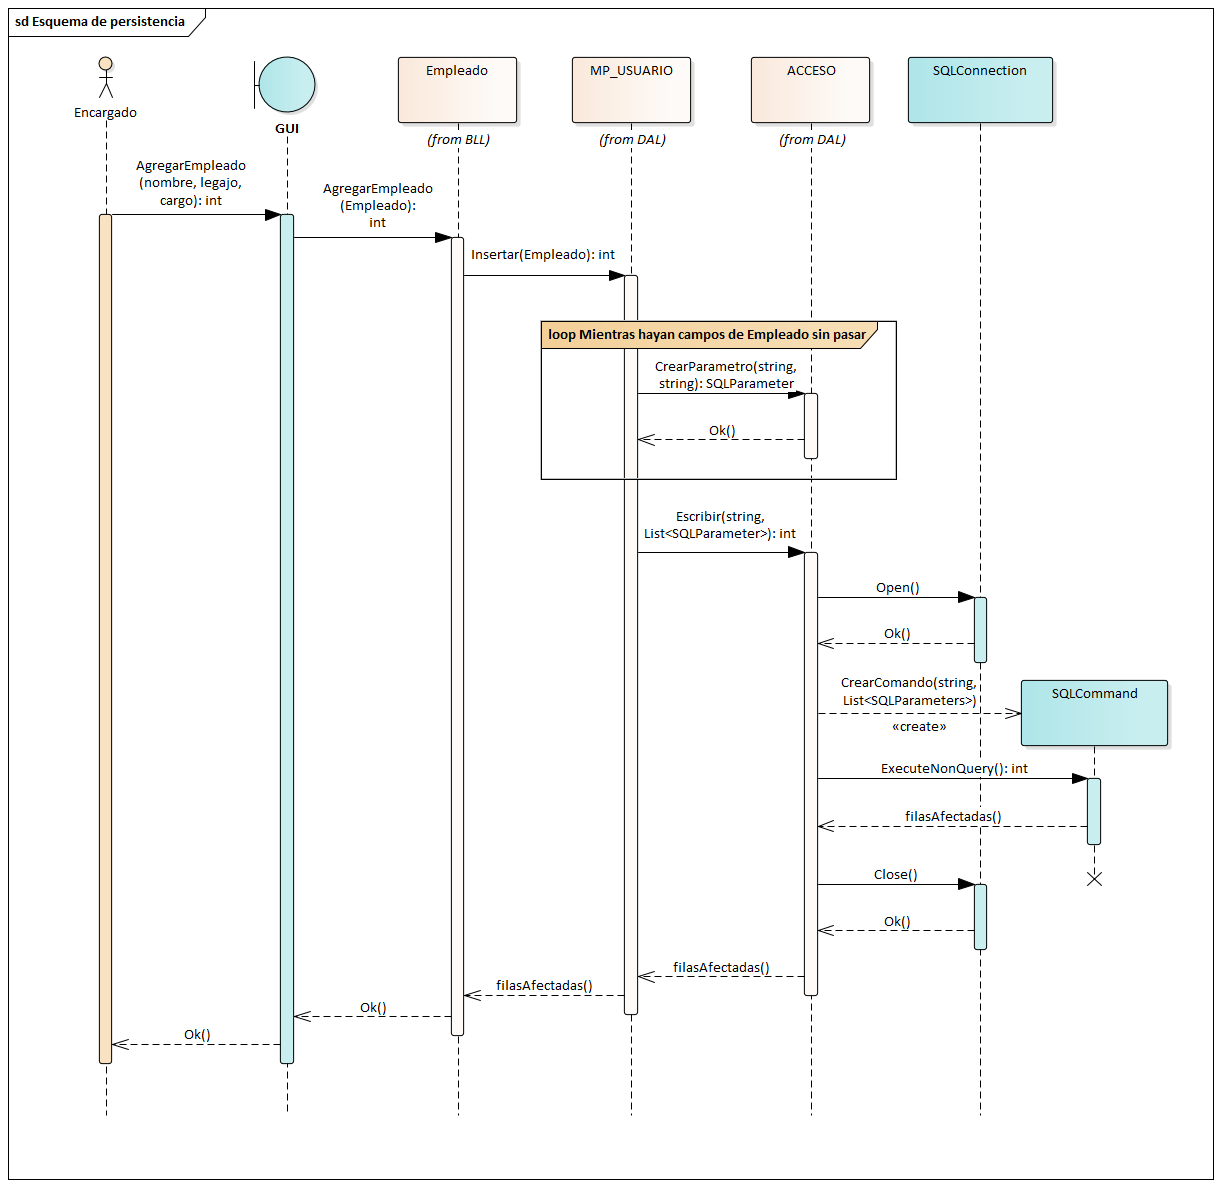 sd Esquema de persistencia
Encargado
GUI
Empleado
(from BLL)
MP_USUARIO
(from DAL)
ACCESO
(from DAL)
SQLConnection
AgregarEmpleado
(nombre, legajo,
cargo): int
AgregarEmpleado
(Empleado):
int
Insertar(Empleado): int
loop Mientras hayan campos de Empleado sin pasar
CrearParametro(string,
string): SQLParameter
Ok()
Escribir(string,
List<SQLParameter>): int
Open()
Ok()
CrearComando(string,
List<SQLParameters>)
«create»
SQLCommand
ExecuteNonQuery(): int
filasAfectadas()
Close()
Ok()
filasAfectadas()
filasAfectadas()
Ok()
Ok()